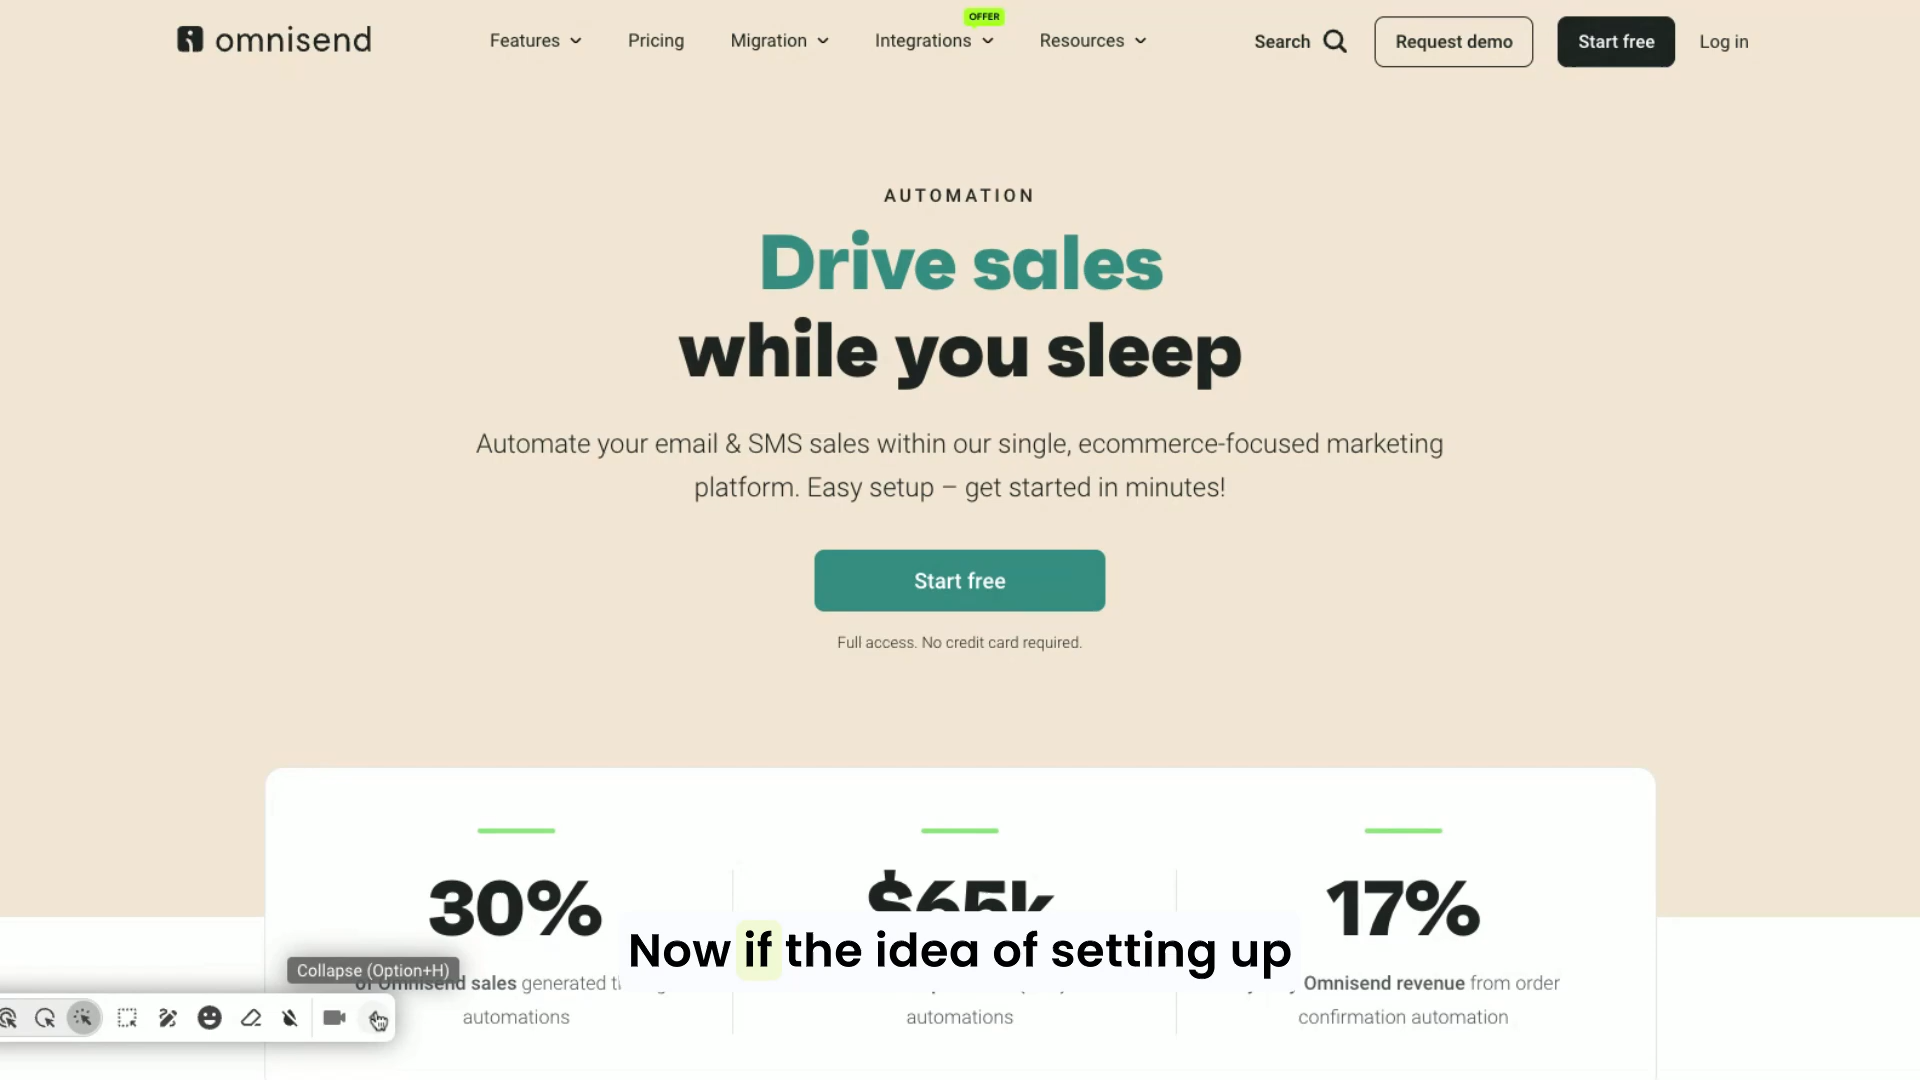 omnisend
Features
Pricing
Migration
Integrations
OFFER
Resources
Search
Request demo
Start free
Log in
AUTOMATION
Drive sales
while you sleep
Automate your email & SMS sales within our single, ecommerce-focused marketing
platform. Easy setup – get started in minutes!
Start free
Full access. No credit card required.
30%
$65k
17%
Now if the idea of setting up
Collapse (Option+H)
of Omnisend sales generated
automations
automations
Omnisend revenue from order
confirmation automation